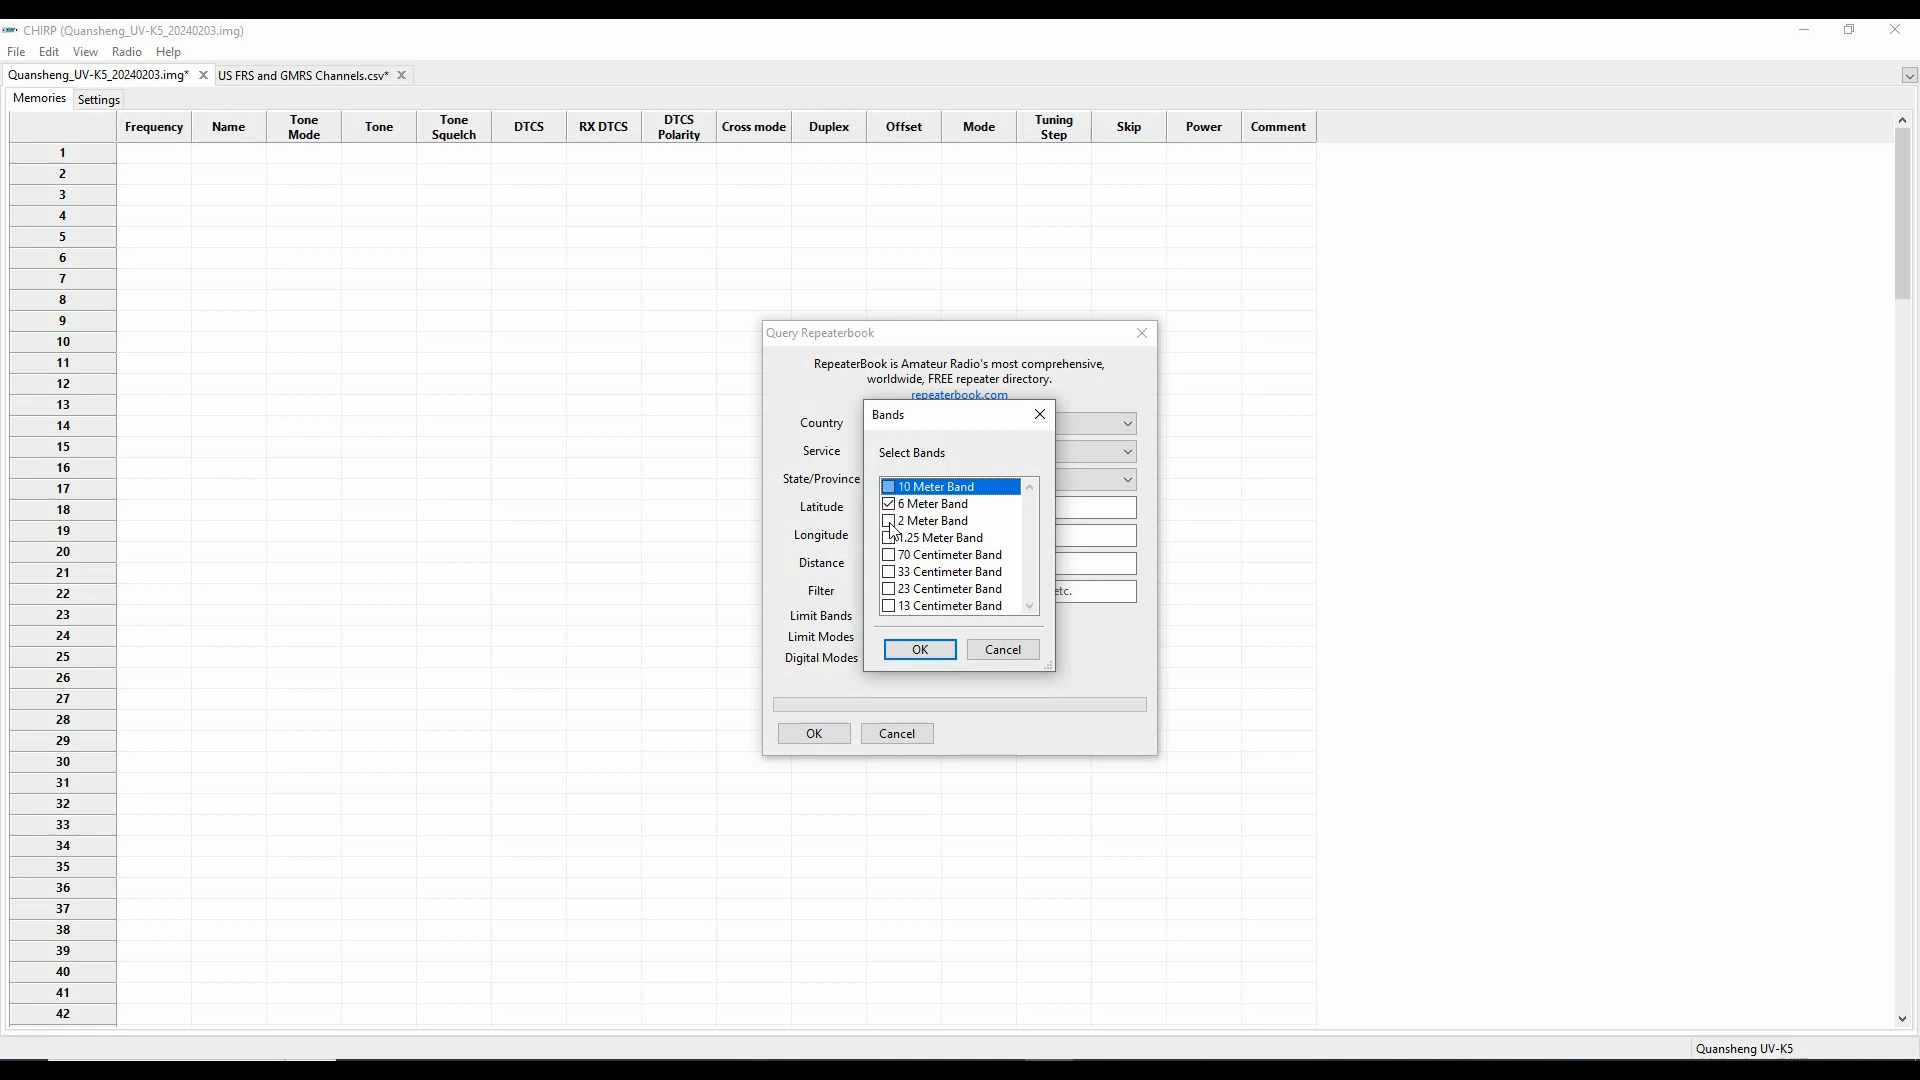 CHIRP (Quansheng_UV-K5_20240203.img)
File Edit View Radio Help
Quansheng_UV-K5_20240203.img* US FRS and GMRS Channels.csv*
Memories Settings
Frequency Name Tone Mode Tone Tone Squelch DTCS RX DTCS DTCS Polarity Cross mode Duplex Offset Mode Tuning Step Skip Power Comment
1
2
3
4
5
6
7
8
9
10
11
12
13
14
15
16
17
18
19
20
21
22
23
24
25
26
27
28
29
30
31
32
33
34
35
36
37
38
39
40
41
42
Query Repeaterbook
RepeaterBook is Amateur Radio's most comprehensive,
worldwide, FREE repeater directory.
repeaterbook.com
Country
Service
State/Province
Latitude
Longitude
Distance
Filter
etc.
Limit Bands
Limit Modes
Digital Modes
OK Cancel
Bands
Select Bands
10 Meter Band
6 Meter Band
2 Meter Band
1.25 Meter Band
70 Centimeter Band
33 Centimeter Band
23 Centimeter Band
13 Centimeter Band
OK Cancel
Quansheng UV-K5